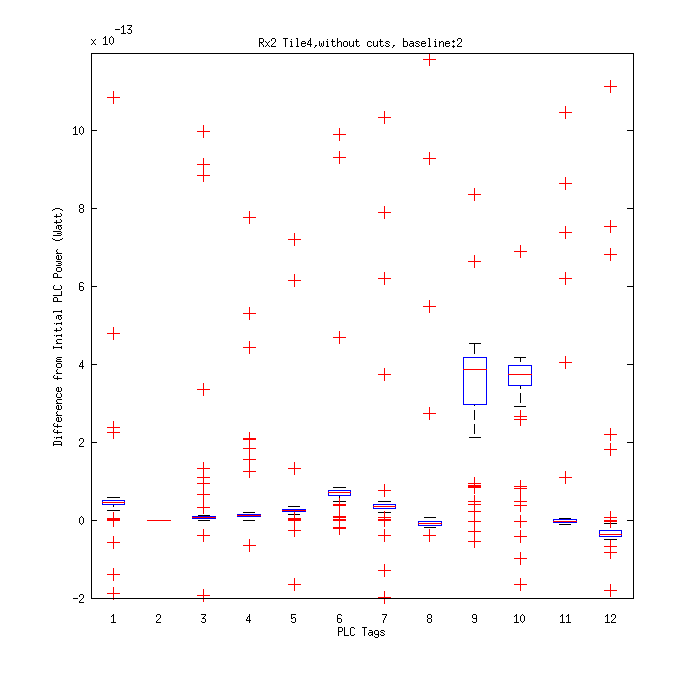 x 10-13
Rx2 Tile4,without cuts, baseline:2
10
8
6
4
2
0
-2
Difference from Initial PLC Power (Watt)
1 2 3 4 5 6 7 8 9 10 11 12
PLC Tags